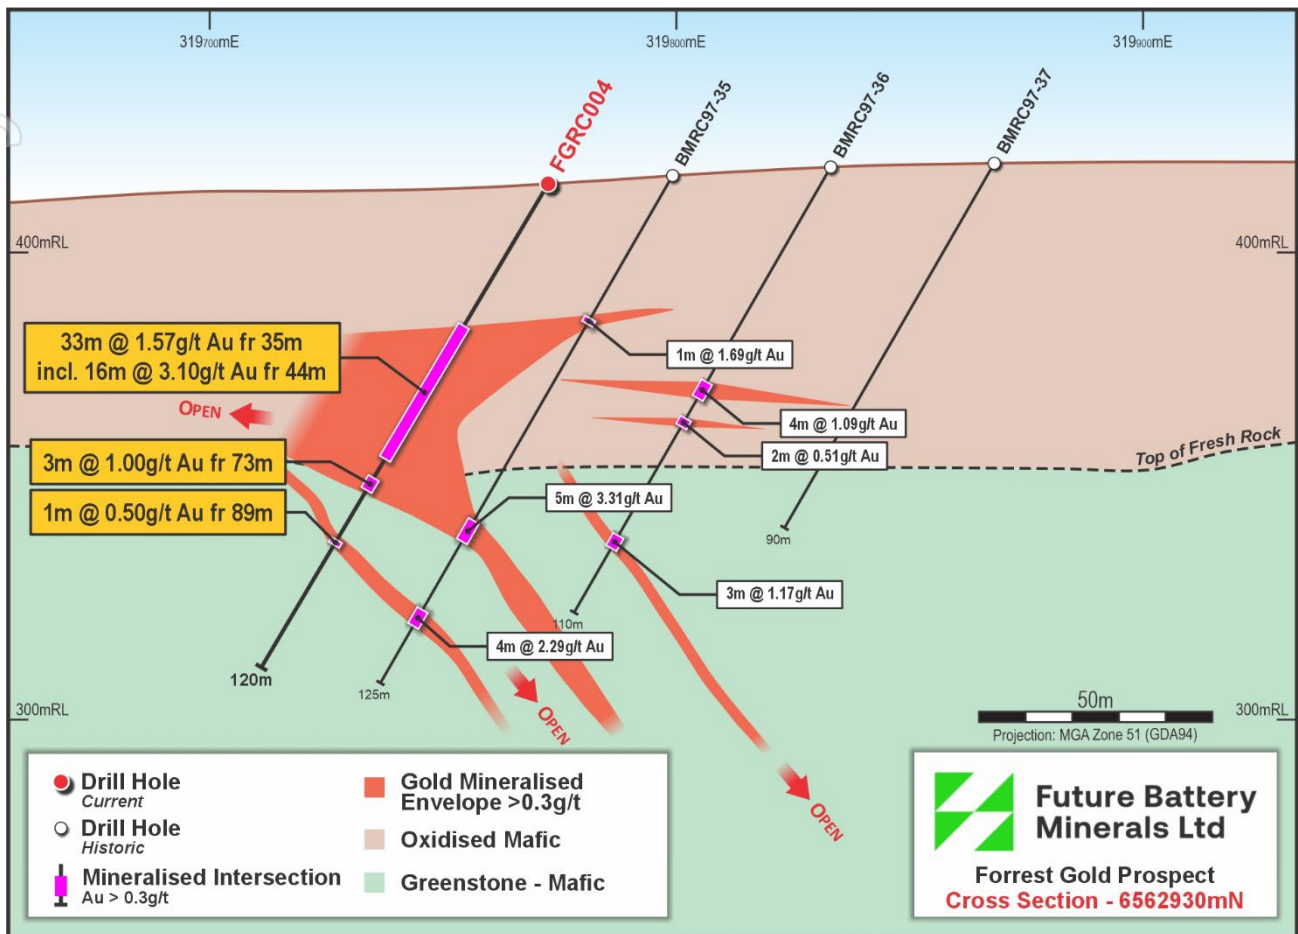 319700mE
319800mE
319900mE
FGRC004
BMRC97-35
BMRC97-36
BMRC97-37
400mRL
400mRL
33m @ 1.57g/t Au fr 35m
incl. 16m @ 3.10g/t Au fr 44m
1m @ 1.69g/t Au
OPEN
4m @ 1.09g/t Au
2m @ 0.51g/t Au
Top of Fresh Rock
3m @ 1.00g/t Au fr 73m
1m @ 0.50g/t Au fr 89m
5m @ 3.31g/t Au
90m
3m @ 1.17g/t Au
110m
4m @ 2.29g/t Au
120m
125m
OPEN
300mRL
50m
Projection: MGA Zone 51 (GDA94)
300mRL
OPEN
Drill Hole
Current
Drill Hole
Historic
Mineralised Intersection
Au > 0.3g/t
Gold Mineralised
Envelope >0.3g/t
Oxidised Mafic
Greenstone - Mafic
Future Battery
Minerals Ltd
Forrest Gold Prospect
Cross Section - 6562930mN